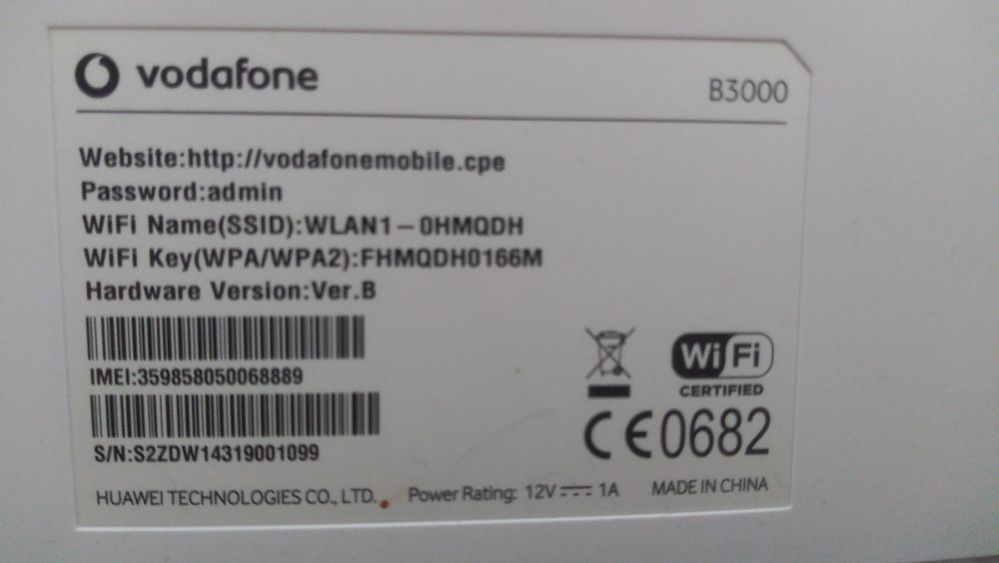 vodafone
B3000
Website:http://vodafonemobile.cpe
Password:admin
WiFi Name(SSID):WLAN1-0HMQDH
WiFi Key(WPA/WPA2):FHMQDH0166M
Hardware Version:Ver.B
IMEI:359858050068889
S/N:S2ZDW14319001099
WiFi
CERTIFIED
CE0682
HUAWEI TECHNOLOGIES CO., LTD. Power Rating: 12V⎓1A MADE IN CHINA